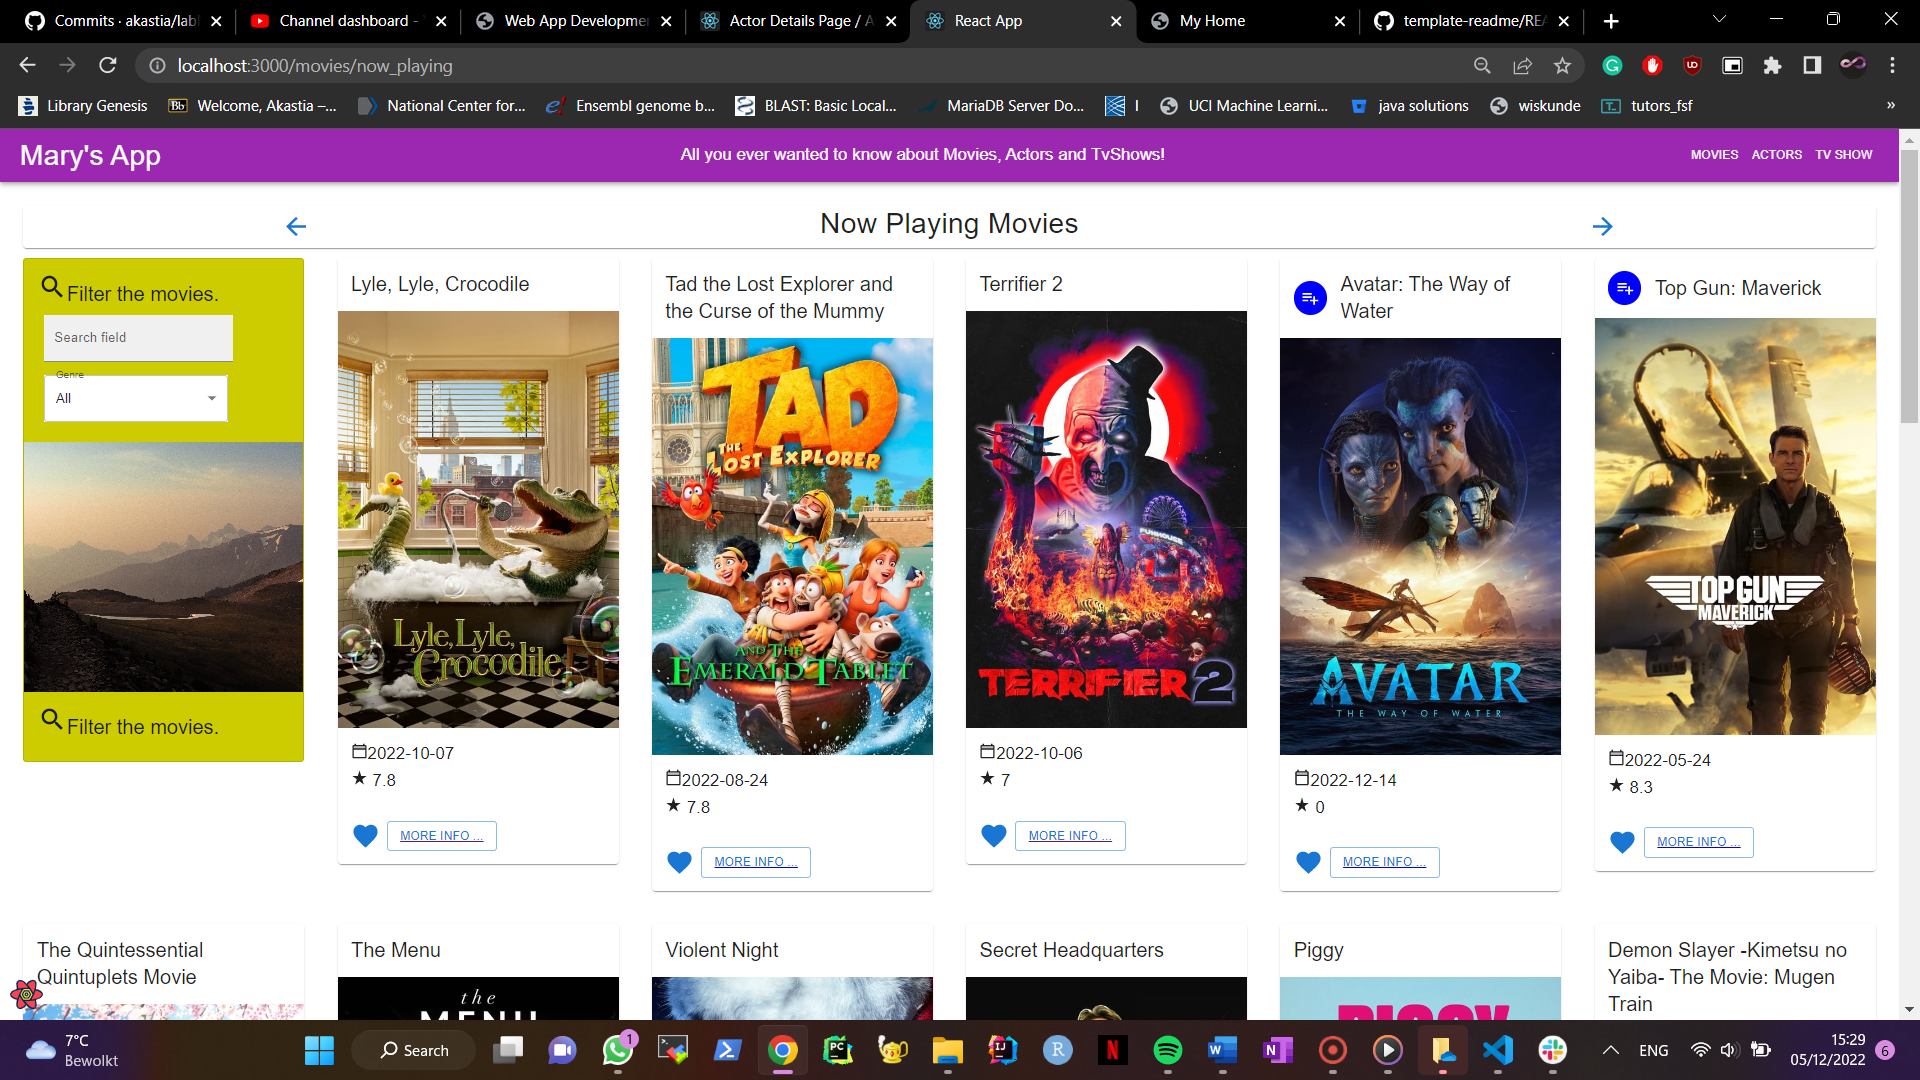 Commits · akastia/labl
Channel dashboard -
Web App Developme
Actor Details Page / A
React App
My Home
template-readme/REA
localhost:3000/movies/now_playing
Library Genesis
Bb
Welcome, Akastia –...
National Center for...
Ensembl genome b...
BLAST: Basic Local...
MariaDB Server Do...
I
UCI Machine Learni...
java solutions
wiskunde
tutors_fsf
»
Mary's App
All you ever wanted to know about Movies, Actors and TvShows!
MOVIES
ACTORS
TV SHOW
Now Playing Movies
Filter the movies.
Search field
Genre
All
Filter the movies.
Lyle, Lyle, Crocodile
Lyle, Lyle,
Crocodile
2022-10-07
7.8
MORE INFO ...
Tad the Lost Explorer and
the Curse of the Mummy
TAD
THE
LOST EXPLORER
AND THE
EMERALD TABLET
2022-08-24
7.8
MORE INFO ...
Terrifier 2
FUNHOUSE
TERRIFIER 2
2022-10-06
7
MORE INFO ...
Avatar: The Way of
Water
AVATAR
THE WAY OF WATER
2022-12-14
0
MORE INFO ...
Top Gun: Maverick
TOP GUN
MAVERICK
2022-05-24
8.3
MORE INFO ...
The Quintessential
Quintuplets Movie
The Menu
the
MENU
Violent Night
Secret Headquarters
Piggy
PIGGY
Demon Slayer -Kimetsu no
Yaiba- The Movie: Mugen
Train
7°C
Bewolkt
Search
1
PC
IJ
R
N
W
N
ENG
15:29
05/12/2022
6